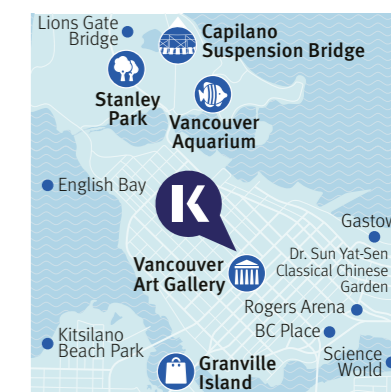 Lions Gate
Bridge
Capilano
Suspension Bridge
Stanley
Park
Vancouver
Aquarium
English Bay
K
Gastow
Vancouver
Art Gallery
Dr. Sun Yat-Sen
Classical Chinese
Garden
Rogers Arena
BC Place
Kitsilano
Beach Park
Granville
Island
Science
World